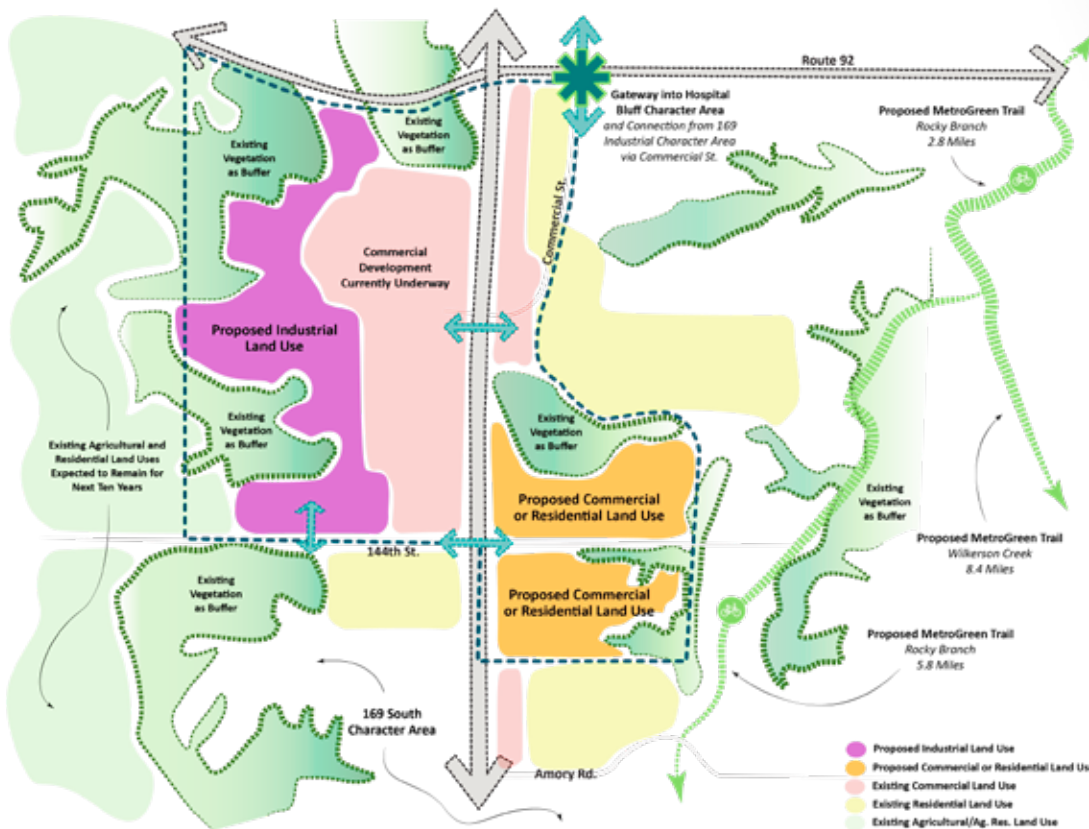 Route 92
Gateway into Hospital
Bluff Character Area
and Connection from 169
Industrial Character Area
via Commercial St.
Proposed MetroGreen Trail
Rocky Branch
2.8 Miles
Existing
Vegetation
as Buffer
Existing
Vegetation
as Buffer
Commercial St.
Commercial
Development
Currently Underway
Proposed Industrial
Land Use
Existing
Vegetation
as Buffer
Existing
Vegetation
as Buffer
Existing Agricultural and
Residential Land Uses
Expected to Remain for
Next Ten Years
Proposed Commercial
or Residential Land Use
Existing
Vegetation
as Buffer
Proposed MetroGreen Trail
Wilkerson Creek
8.4 Miles
144th St.
Existing
Vegetation
as Buffer
Proposed Commercial
or Residential Land Use
Proposed MetroGreen Trail
Rocky Branch
5.8 Miles
169 South
Character Area
Amory Rd.
Proposed Industrial Land Use
Proposed Commercial or Residential Land Us
Existing Commercial Land Use
Existing Residential Land Use
Existing Agricultural/Ag. Res. Land Use